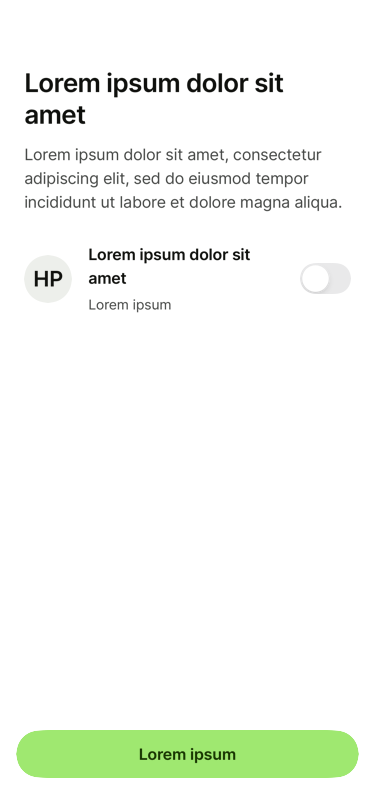 Lorem ipsum dolor sit
amet
Lorem ipsum dolor sit amet, consectetur
adipiscing elit, sed do eiusmod tempor
incididunt ut labore et dolore magna aliqua.
HP
Lorem ipsum dolor sit
amet
Lorem ipsum
Lorem ipsum